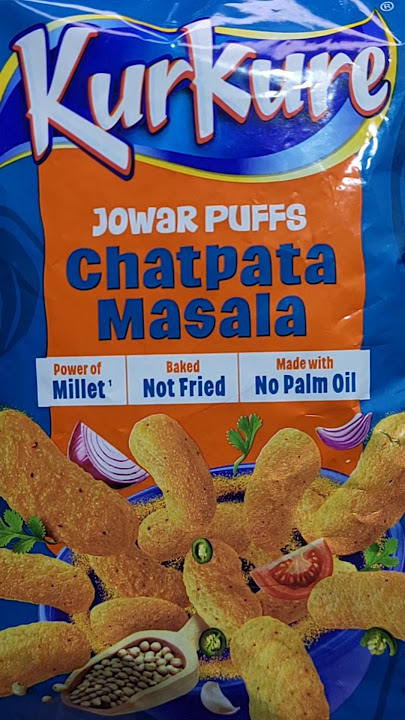 Kurkure®
JOWAR PUFFS
Chatpata
Masala
Power of
Millet¹
Baked
Not Fried
Made with
No Palm Oil